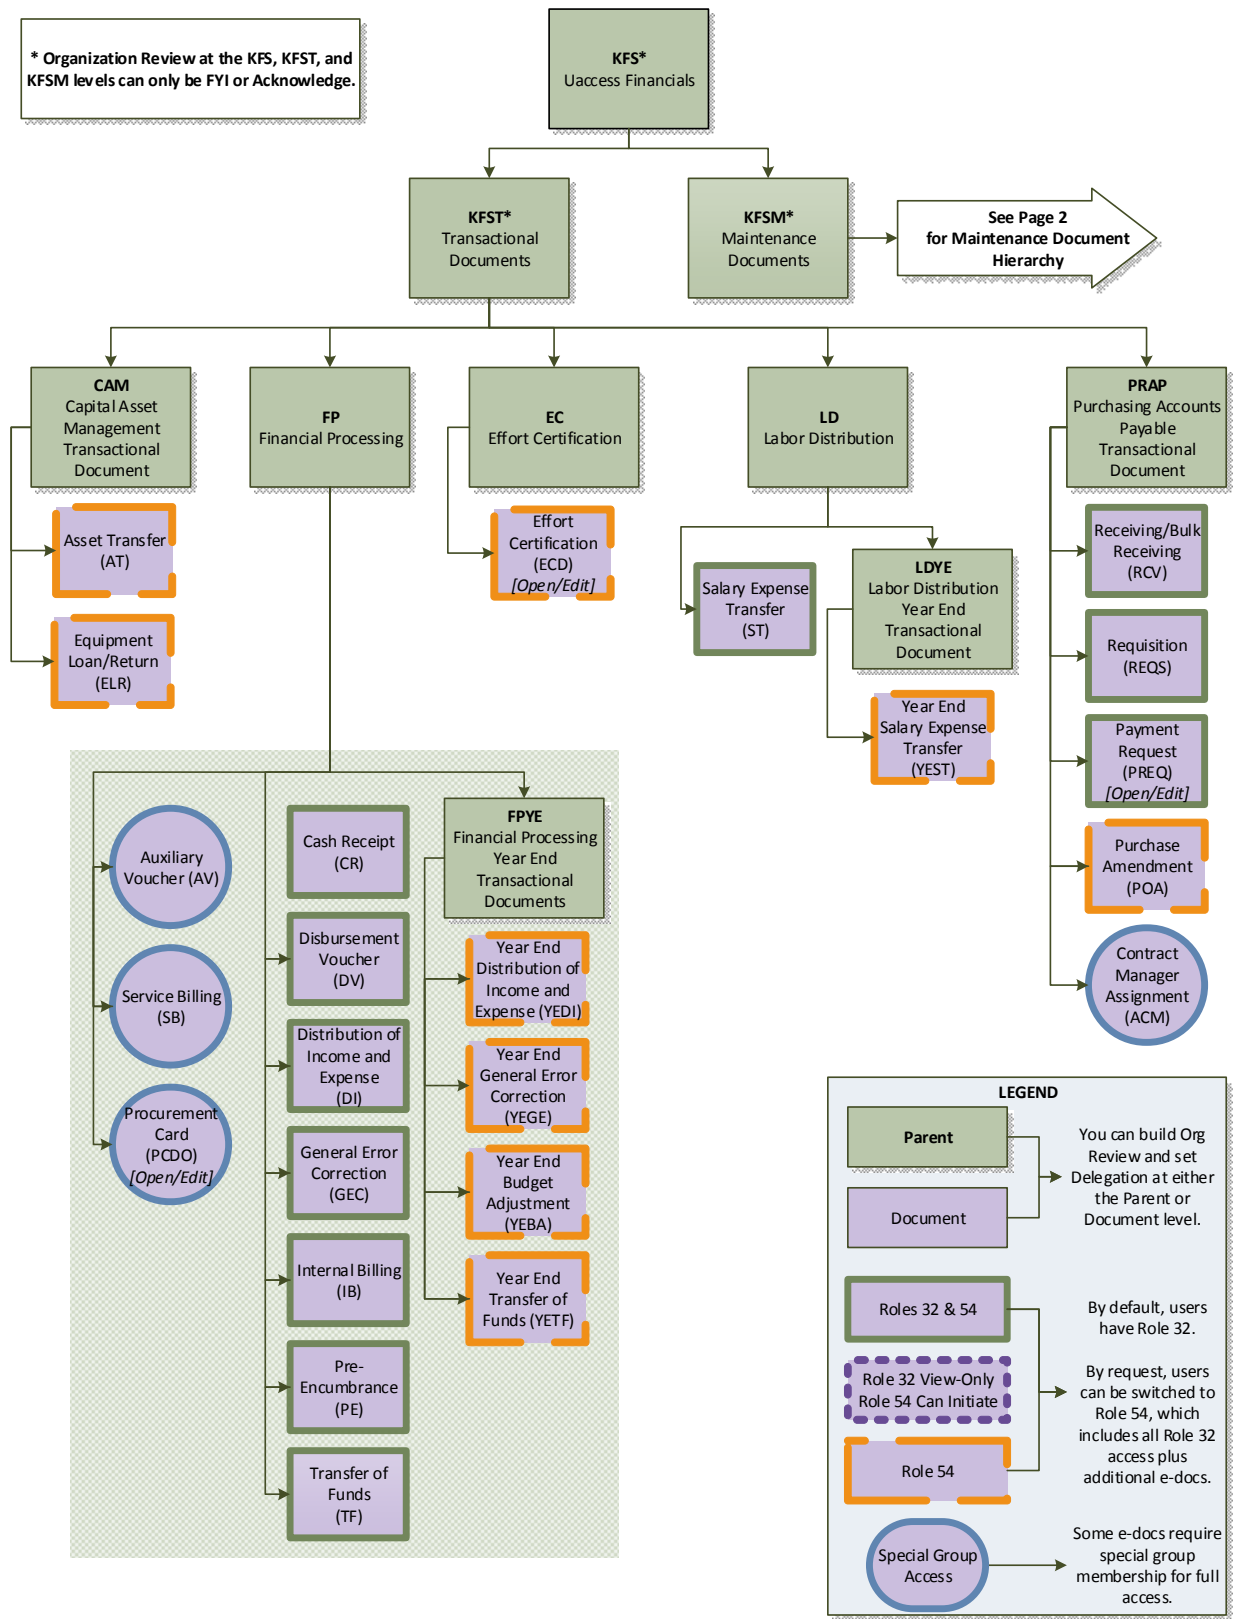 * Organization Review at the KFS, KFST, and
KFSM levels can only be FYI or Acknowledge.
KFS*
Uaccess Financials
KFST*
Transactional
Documents
KFSM*
Maintenance
Documents
See Page 2
for Maintenance Document
Hierarchy
CAM
Capital Asset
Management
Transactional
Document
FP
Financial Processing
EC
Effort Certification
LD
Labor Distribution
PRAP
Purchasing Accounts
Payable
Transactional
Document
Asset Transfer
(AT)
Equipment
Loan/Return
(ELR)
Effort
Certification
(ECD)
[Open/Edit]
Salary Expense
Transfer
(ST)
LDYE
Labor Distribution
Year End
Transactional
Document
Year End
Salary Expense
Transfer
(YEST)
Receiving/Bulk
Receiving
(RCV)
Requisition
(REQS)
Payment
Request
(PREQ)
[Open/Edit]
Purchase
Amendment
(POA)
Contract
Manager
Assignment
(ACM)
Auxiliary
Voucher (AV)
Service Billing
(SB)
Procurement
Card
(PCDO)
[Open/Edit]
Cash Receipt
(CR)
Disbursement
Voucher
(DV)
Distribution of
Income and
Expense
(DI)
General Error
Correction
(GEC)
Internal Billing
(IB)
Pre-
Encumbrance
(PE)
Transfer of
Funds
(TF)
FPYE
Financial Processing
Year End
Transactional
Documents
Year End
Distribution of
Income and
Expense (YEDI)
Year End
General Error
Correction
(YEGE)
Year End
Budget
Adjustment
(YEBA)
Year End
Transfer of
Funds (YETF)
LEGEND
Parent
Document
You can build Org
Review and set
Delegation at either
the Parent or
Document level.
Roles 32 & 54
Role 32 View-Only
Role 54 Can Initiate
Role 54
By default, users
have Role 32.
By request, users
can be switched to
Role 54, which
includes all Role 32
access plus
additional e-docs.
Special Group
Access
Some e-docs require
special group
membership for full
access.